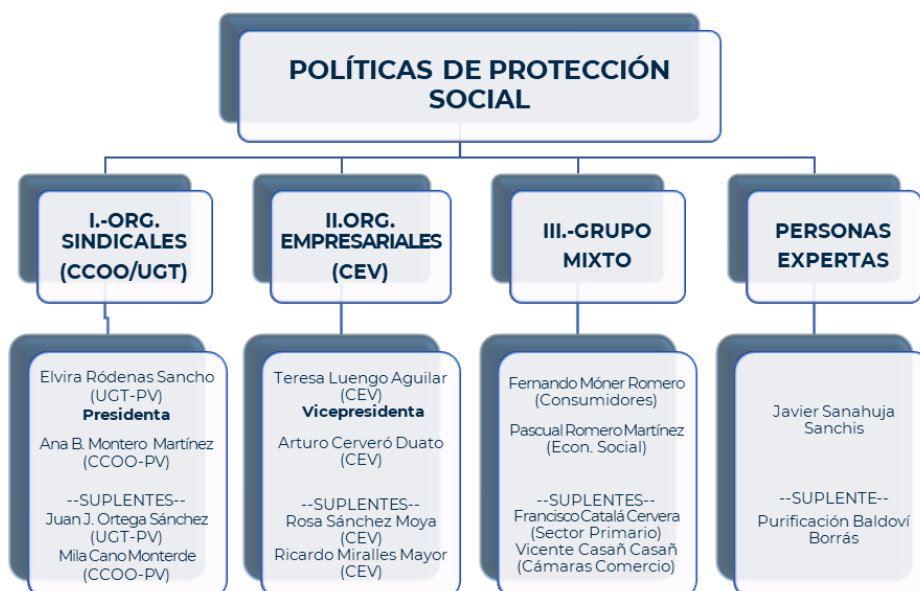 POLÍTICAS DE PROTECCIÓN
SOCIAL
I.-ORG.
SINDICALES
(CCOO/UGT)
Elvira Ródenas Sancho
(UGT-PV)
Presidenta
Ana B. Montero Martínez
(CCOO-PV)
--SUPLENTES--
Juan J. Ortega Sánchez
(UGT-PV)
Mila Cano Monterde
(CCOO-PV)
II.ORG.
EMPRESARIALES
(CEV)
Teresa Luengo Aguilar
(CEV)
Vicepresidenta
Arturo Cerveró Duato
(CEV)
--SUPLENTES--
Rosa Sánchez Moya
(CEV)
Ricardo Miralles Mayor
(CEV)
III.-GRUPO
MIXTO
Fernando Móner Romero
(Consumidores)
Pascual Romero Martínez
(Econ. Social)
--SUPLENTES--
Francisco Catalá Cervera
(Sector Primario)
Vicente Casañ Casañ
(Cámaras Comercio)
PERSONAS
EXPERTAS
Javier Sanahuja
Sanchis
--SUPLENTE--
Purificación Baldoví
Borrás